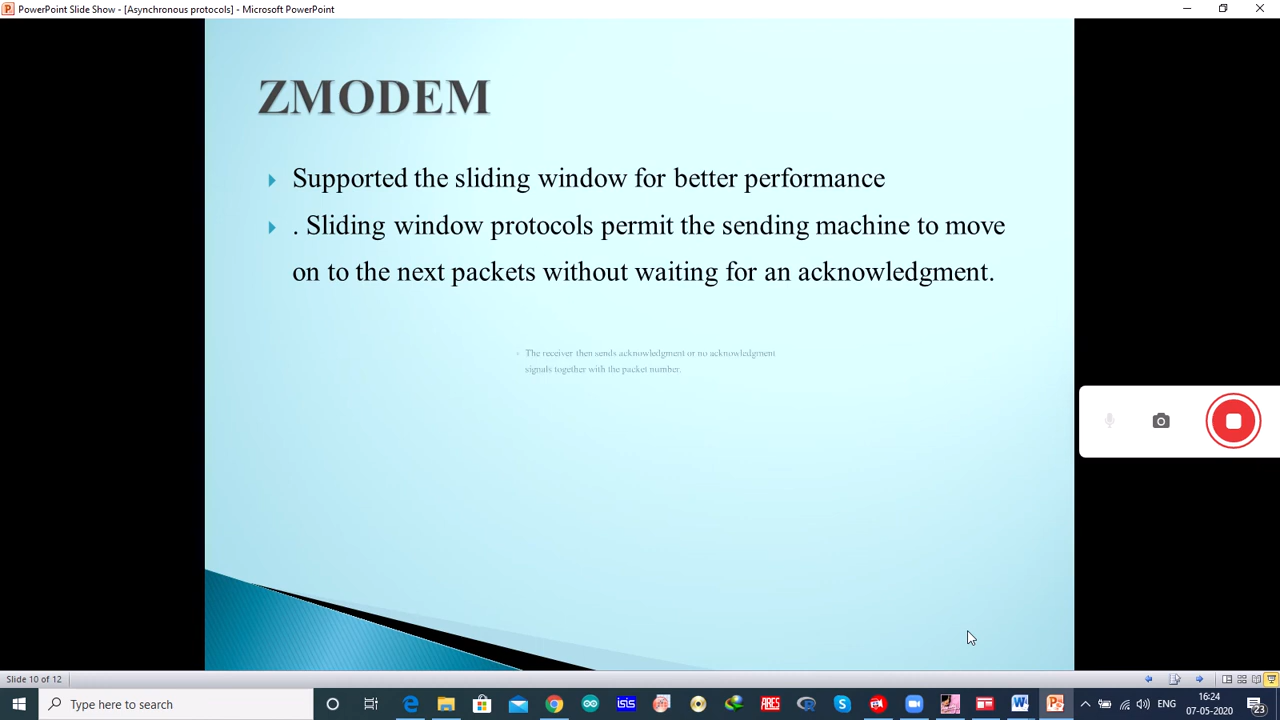 PowerPoint Slide Show - [Asynchronous protocols] - Microsoft PowerPoint
ZMODEM
Supported the sliding window for better performance
. Sliding window protocols permit the sending machine to move
on to the next packets without waiting for an acknowledgment.
The receiver then sends acknowledgment or no acknowledgment
signals together with the packet number.
Slide 10 of 12
Type here to search
isis
ARES
ENG
16:24
07-05-2020
23